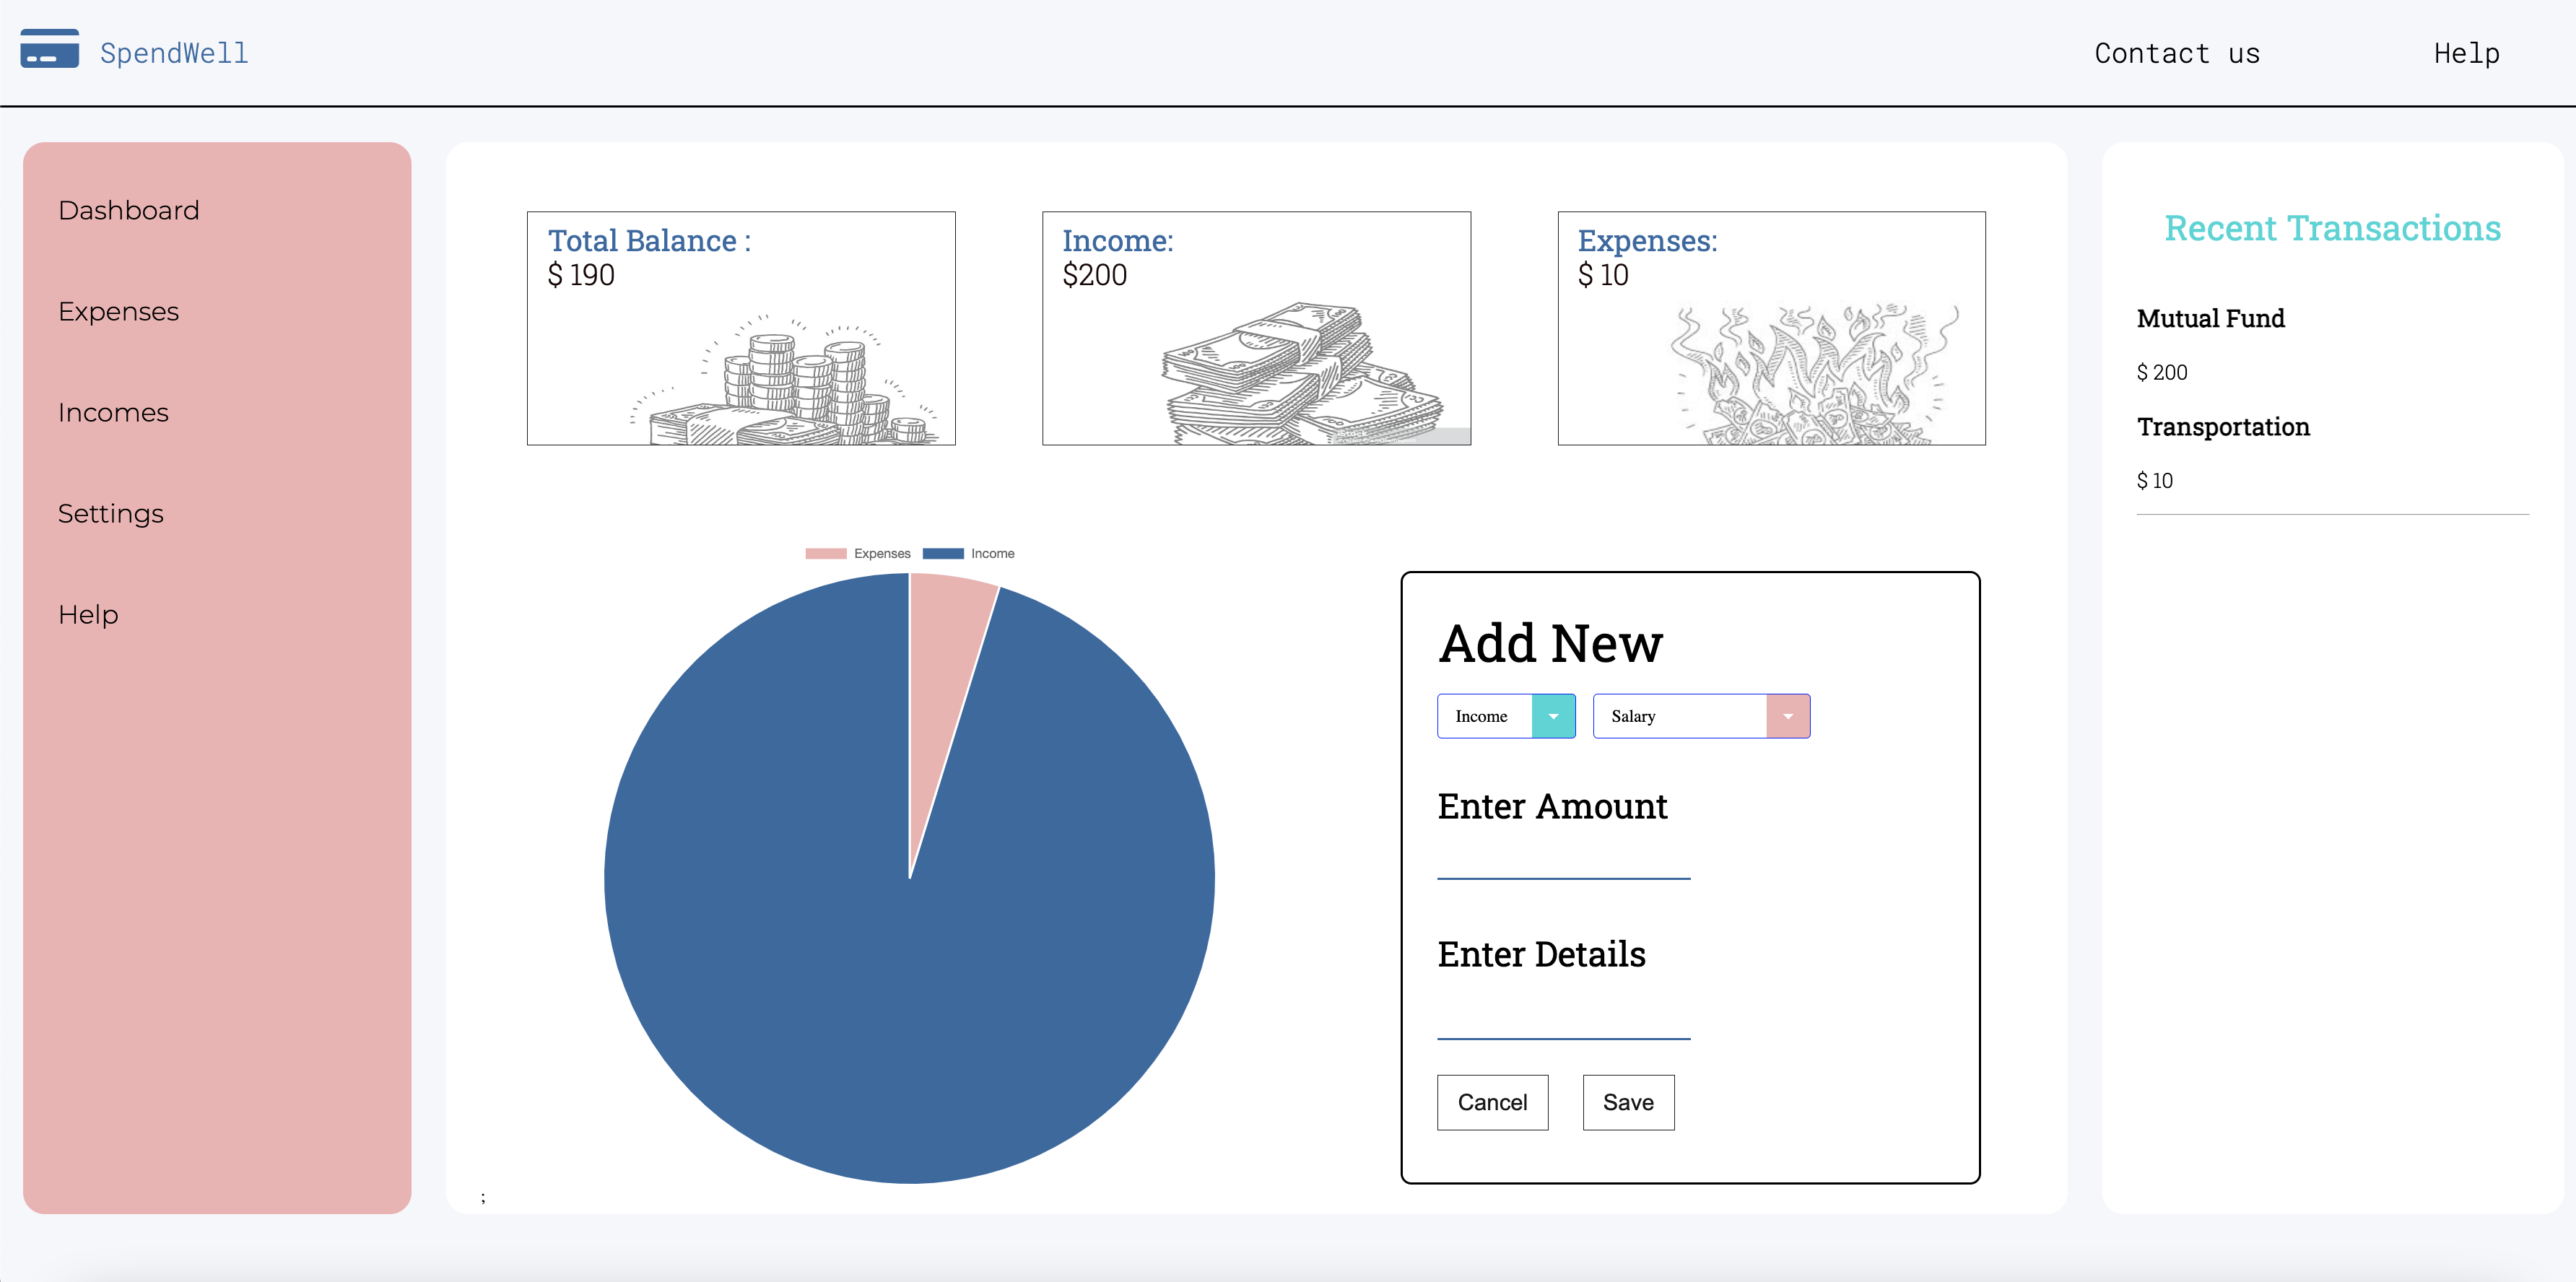 SpendWell
Contact us
Help
Dashboard
Expenses
Incomes
Settings
Help
Total Balance :
$ 190
Income:
$200
Expenses:
$ 10
Expenses
Income
Add New
Income
Salary
Enter Amount
Enter Details
Cancel
Save
;
Recent Transactions
Mutual Fund
$ 200
Transportation
$ 10